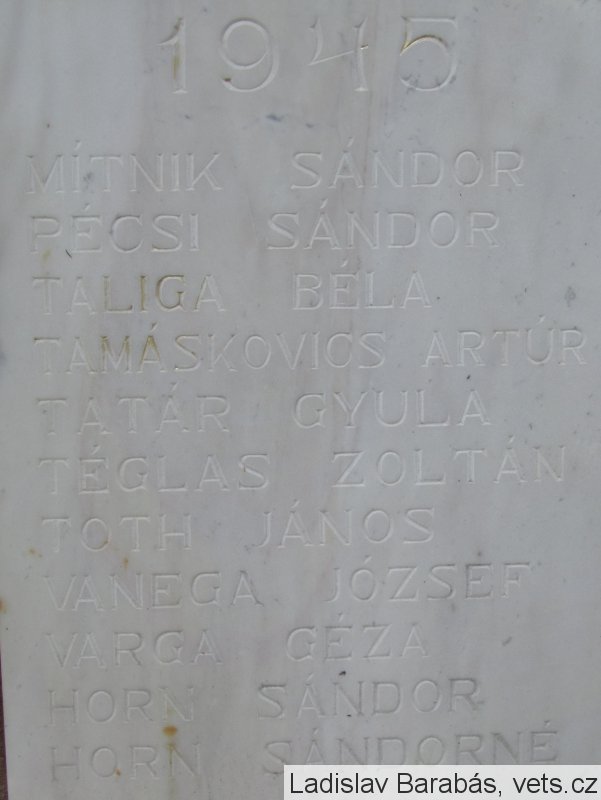 1945
MÍTNIK SÁNDOR
PÉCSI SÁNDOR
TALIGA BÉLA
TAMÁSKOVICS ARTÚR
TATÁR GYULA
TÉGLAS ZOLTÁN
TOTH JÁNOS
VANEGA JÓZSEF
VARGA GÉZA
HORN SÁNDOR
HORN SÁNDORNÉ
Ladislav Barabás, vets.cz